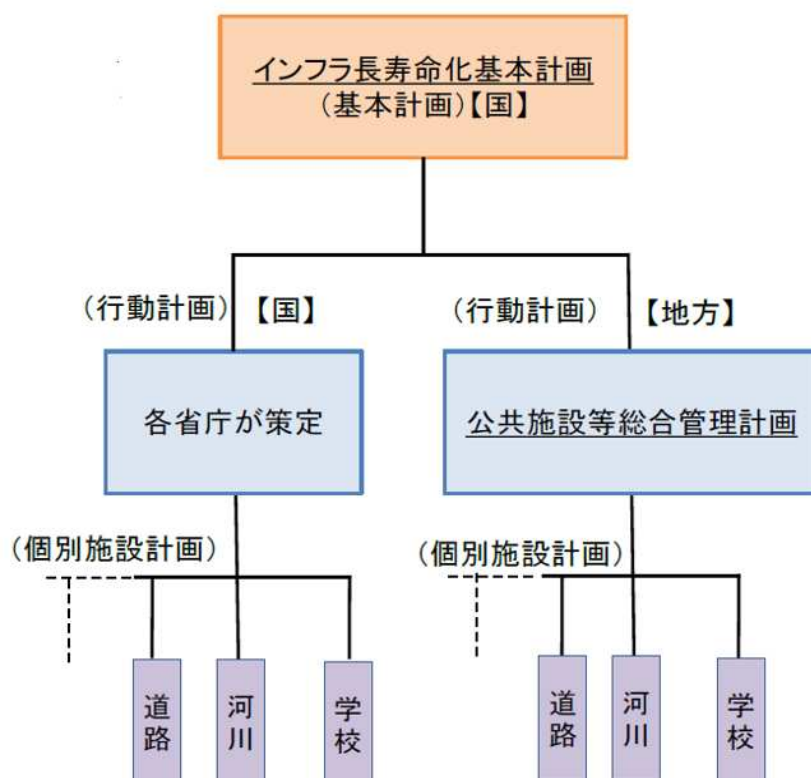 インフラ長寿命化基本計画
（基本計画）【国】
（行動計画）【国】
（行動計画）【地方】
各省庁が策定
公共施設等総合管理計画
（個別施設計画）
（個別施設計画）
道路
河川
学校
道路
河川
学校